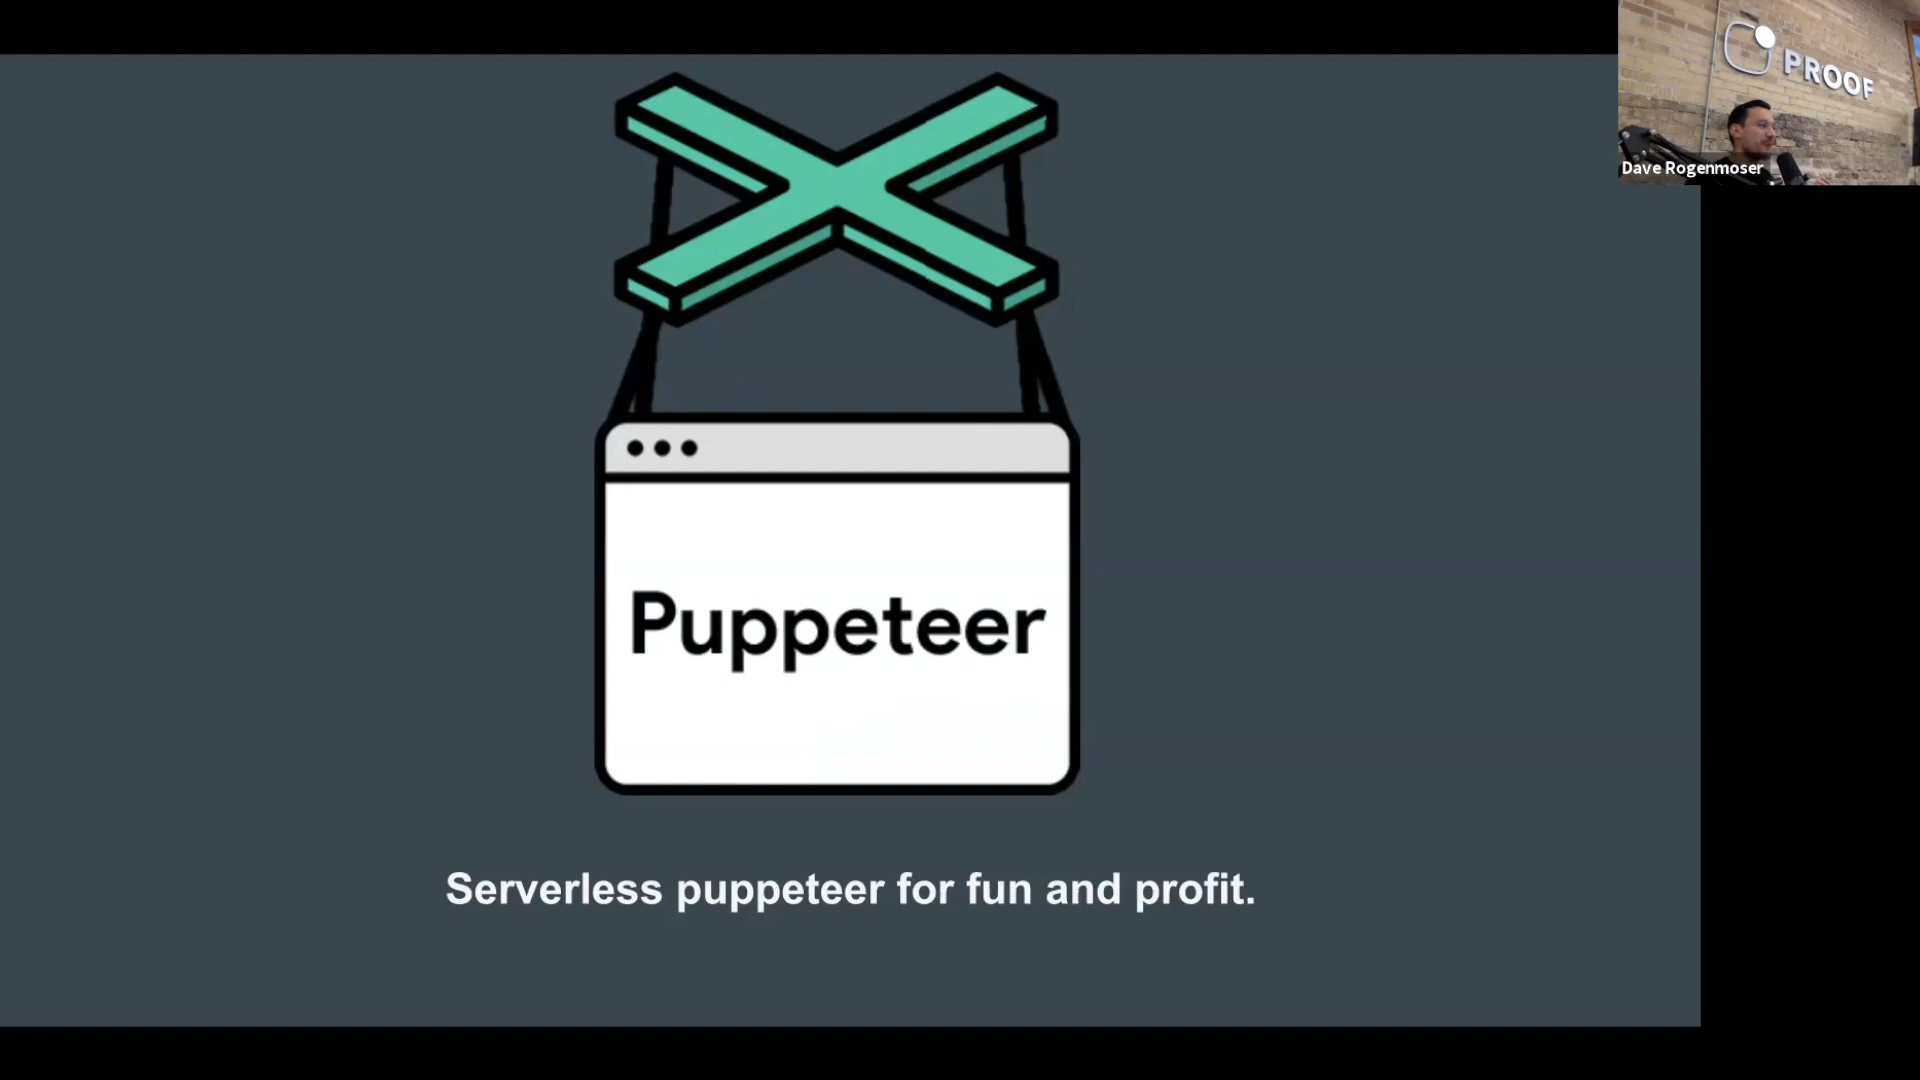 PROOF
Dave Rogenmoser
Puppeteer
Serverless puppeteer for fun and profit.